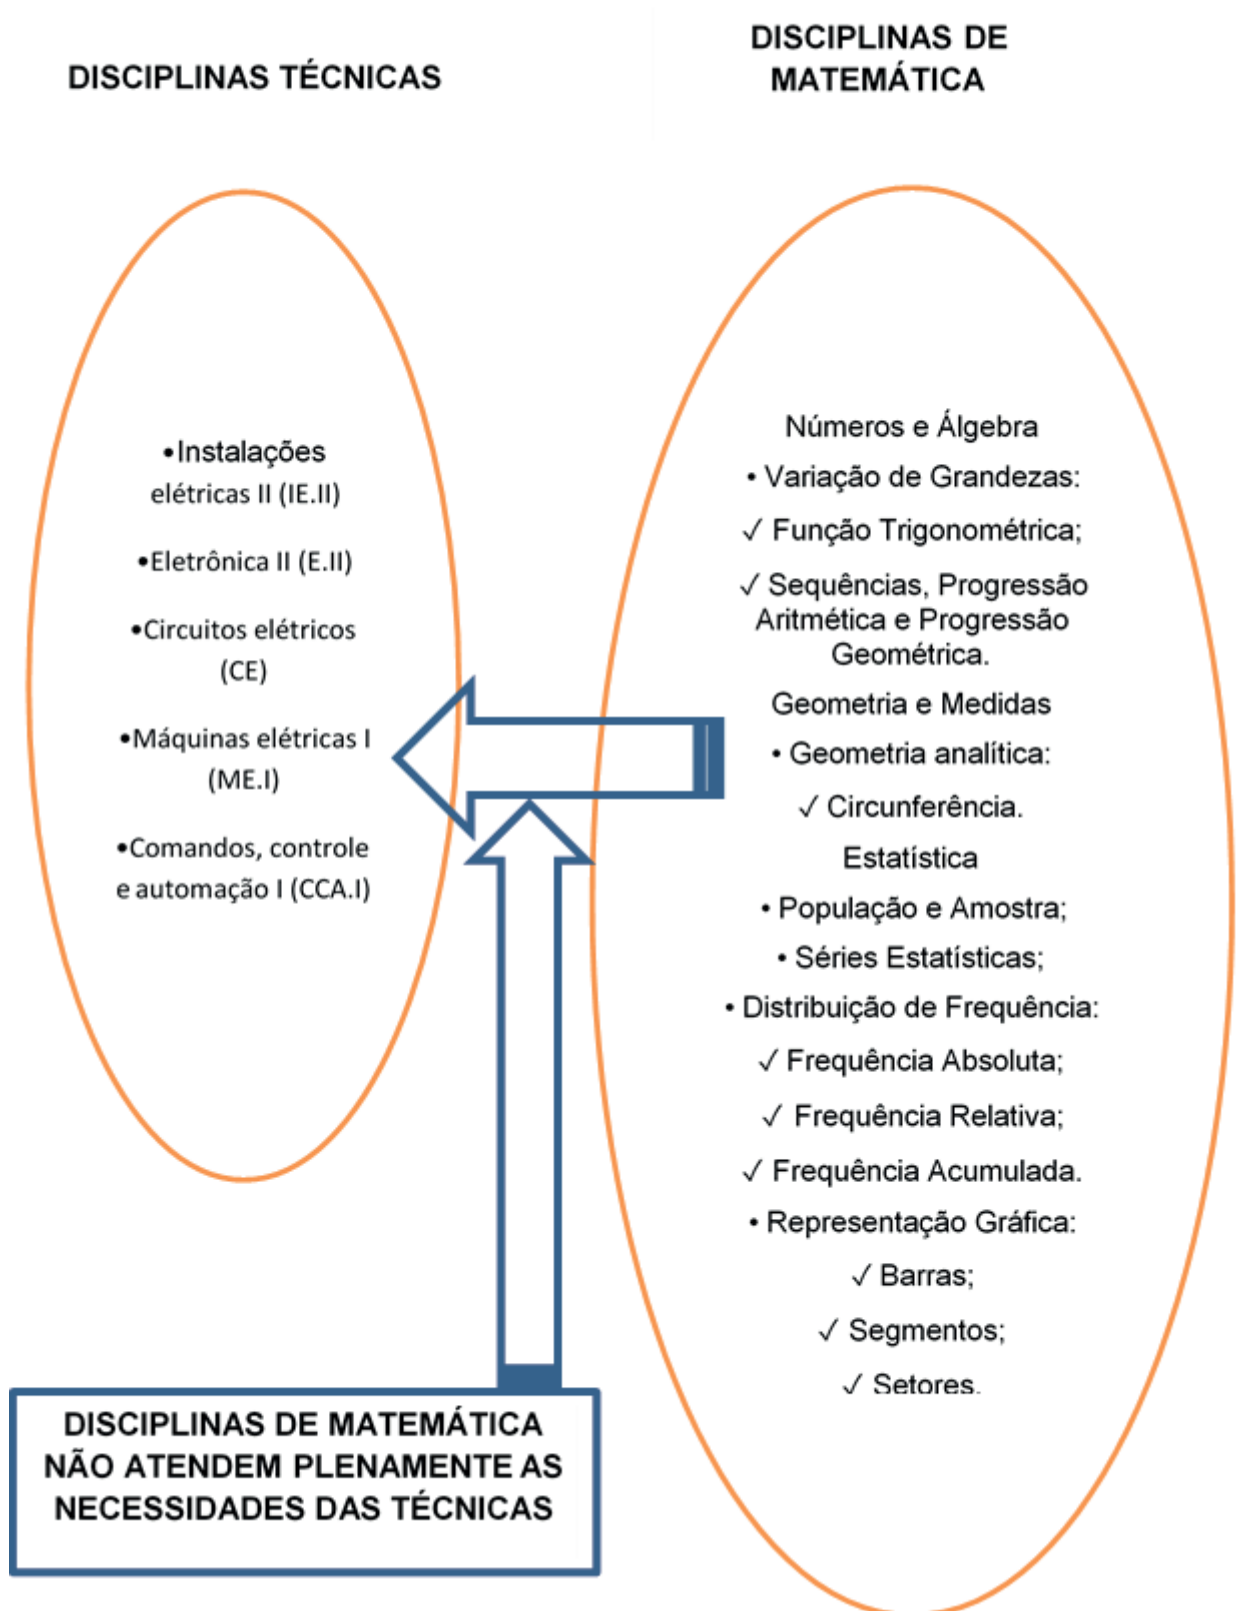 DISCIPLINAS TÉCNICAS
DISCIPLINAS DE
MATEMÁTICA
•Instalações
elétricas II (IE.II)
•Eletrônica II (E.II)
•Circuitos elétricos
(CE)
•Máquinas elétricas I
(ME.I)
•Comandos, controle
e automação I (CCA.I)
Números e Álgebra
• Variação de Grandezas:
✓ Função Trigonométrica;
✓ Sequências, Progressão
Aritmética e Progressão
Geométrica.
Geometria e Medidas
• Geometria analítica:
✓ Circunferência.
Estatística
• População e Amostra;
• Séries Estatísticas;
• Distribuição de Frequência:
✓ Frequência Absoluta;
✓ Frequência Relativa;
✓ Frequência Acumulada.
• Representação Gráfica:
✓ Barras;
✓ Segmentos;
✓ Setores.
DISCIPLINAS DE MATEMÁTICA
NÃO ATENDEM PLENAMENTE AS
NECESSIDADES DAS TÉCNICAS